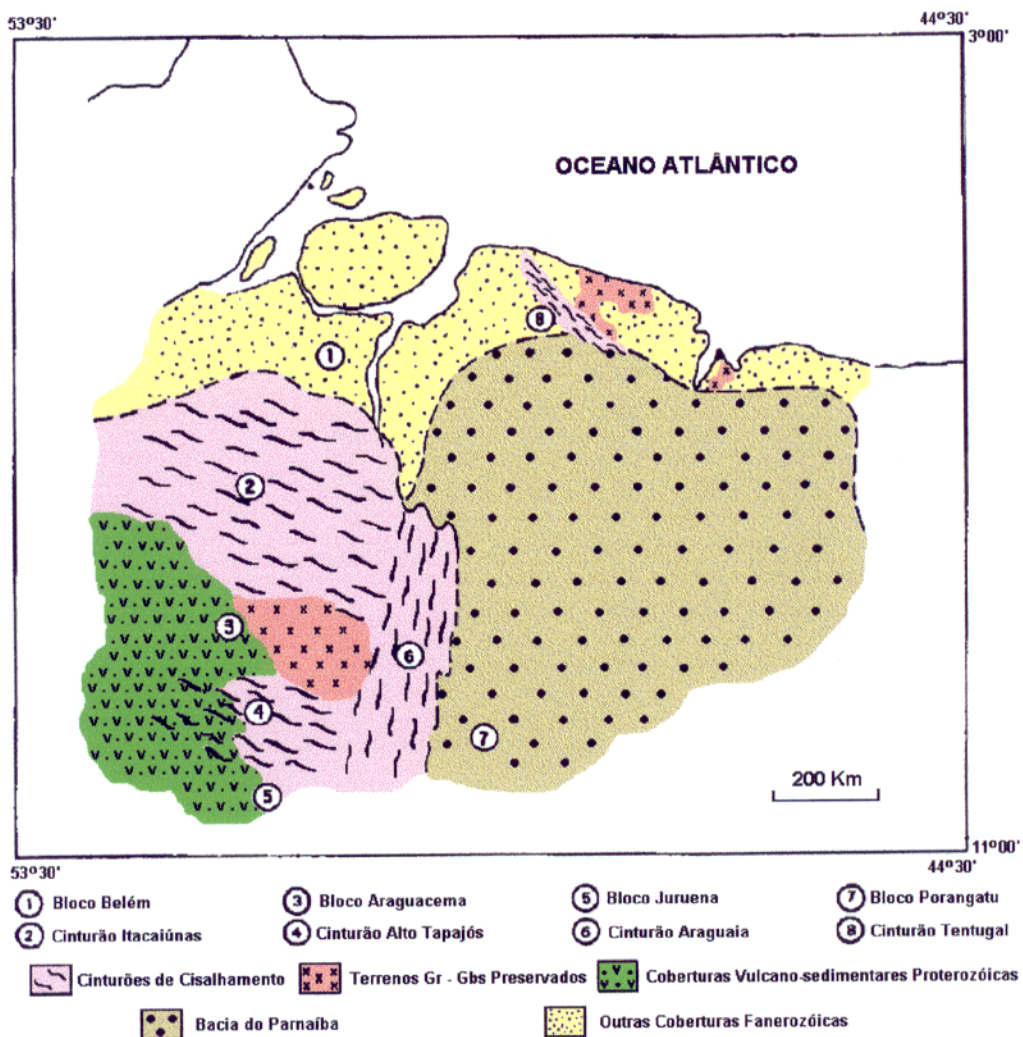 53º30'
44º30'
3º00'
OCEANO ATLÂNTICO
8
1
2
3
6
4
7
5
200 Km
11º00'
53º30'
44º30'
1 Bloco Belém
3 Bloco Araguacema
5 Bloco Juruena
7 Bloco Porangatu
2 Cinturão Itacaiúnas
4 Cinturão Alto Tapajós
6 Cinturão Araguaia
8 Cinturão Tentugal
Cinturões de Cisalhamento
Terrenos Gr - Gbs Preservados
Coberturas Vulcano-sedimentares Proterozóicas
Bacia do Parnaíba
Outras Coberturas Fanerozóicas